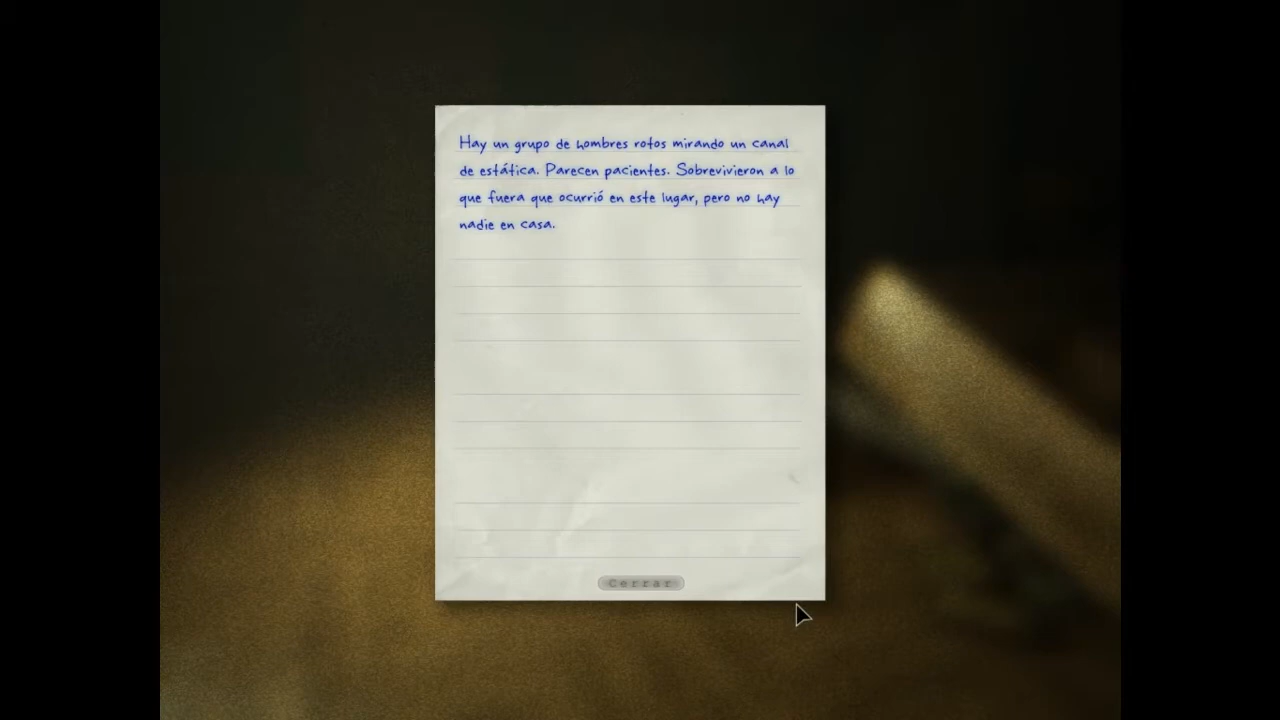 Hay un grupo de hombres rotos mirando un canal
de estática. Parecen pacientes. Sobrevivieron a lo
que fuera que ocurrió en este lugar, pero no hay
nadie en casa.
Cerrar